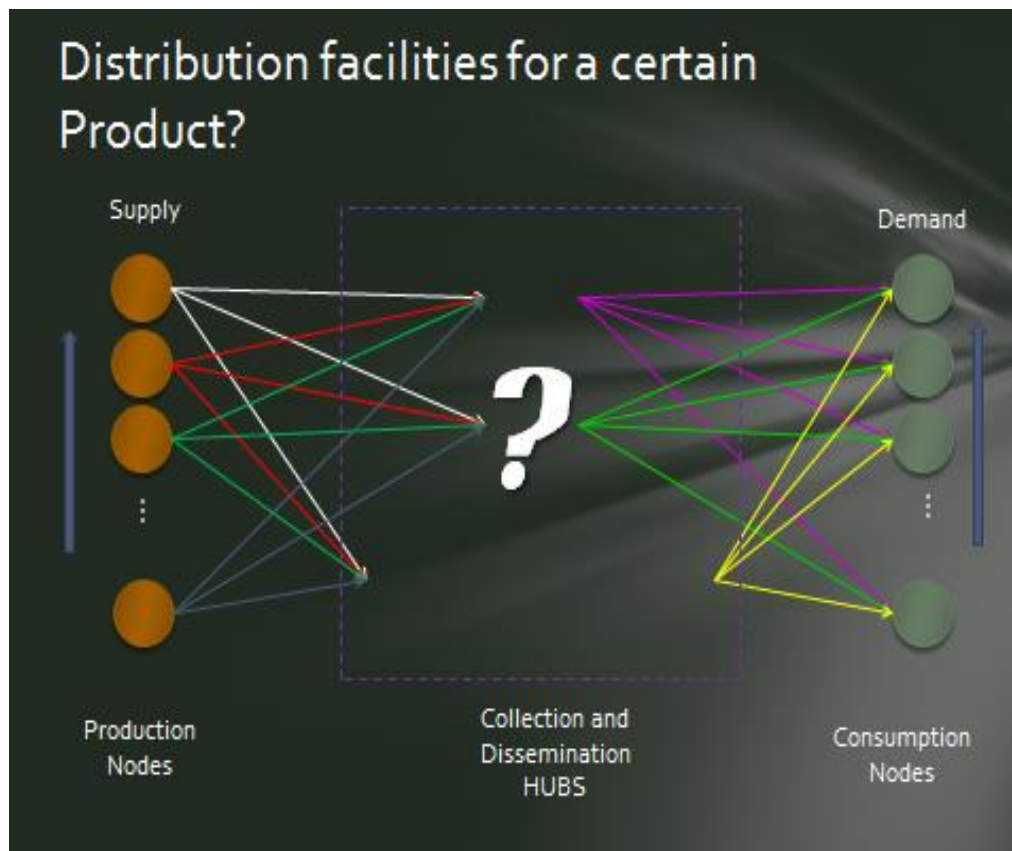 Distribution facilities for a certain
Product?
Supply
Demand
?
⋮
⋮
Production
Nodes
Collection and
Dissemination
HUBS
Consumption
Nodes